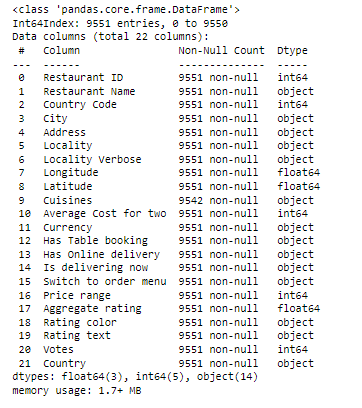 <class 'pandas.core.frame.DataFrame'>
Int64Index: 9551 entries, 0 to 9550
Data columns (total 22 columns):
 #   Column                Non-Null Count  Dtype
---  ------                --------------  -----
 0   Restaurant ID         9551 non-null   int64
 1   Restaurant Name       9551 non-null   object
 2   Country Code          9551 non-null   int64
 3   City                  9551 non-null   object
 4   Address               9551 non-null   object
 5   Locality              9551 non-null   object
 6   Locality Verbose      9551 non-null   object
 7   Longitude             9551 non-null   float64
 8   Latitude              9551 non-null   float64
 9   Cuisines              9542 non-null   object
 10  Average Cost for two  9551 non-null   int64
 11  Currency              9551 non-null   object
 12  Has Table booking     9551 non-null   object
 13  Has Online delivery   9551 non-null   object
 14  Is delivering now     9551 non-null   object
 15  Switch to order menu  9551 non-null   object
 16  Price range           9551 non-null   int64
 17  Aggregate rating      9551 non-null   float64
 18  Rating color          9551 non-null   object
 19  Rating text           9551 non-null   object
 20  Votes                 9551 non-null   int64
 21  Country               9551 non-null   object
dtypes: float64(3), int64(5), object(14)
memory usage: 1.7+ MB